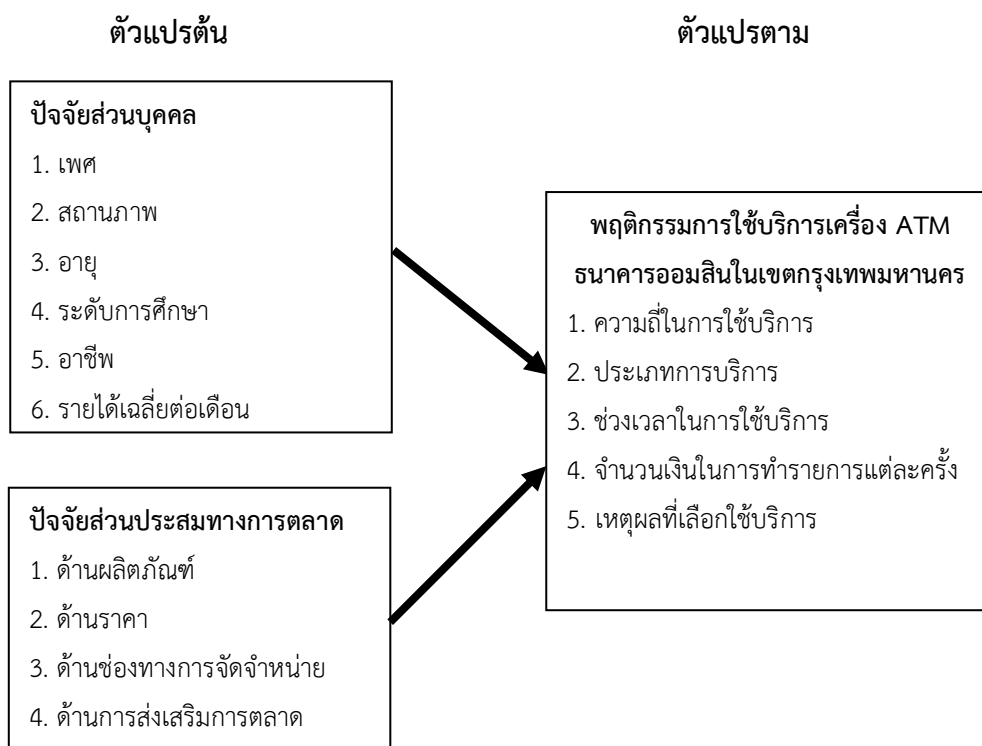 ตัวแปรต้น
ตัวแปรตาม
ปัจจัยส่วนบุคคล
1. เพศ
2. สถานภาพ
3. อายุ
4. ระดับการศึกษา
5. อาชีพ
6. รายได้เฉลี่ยต่อเดือน
ปัจจัยส่วนประสมทางการตลาด
1. ด้านผลิตภัณฑ์
2. ด้านราคา
3. ด้านช่องทางการจัดจำหน่าย
4. ด้านการส่งเสริมการตลาด
พฤติกรรมการใช้บริการเครื่อง ATM
ธนาคารออมสินในเขตกรุงเทพมหานคร
1. ความถี่ในการใช้บริการ
2. ประเภทการบริการ
3. ช่วงเวลาในการใช้บริการ
4. จำนวนเงินในการทำรายการแต่ละครั้ง
5. เหตุผลที่เลือกใช้บริการ